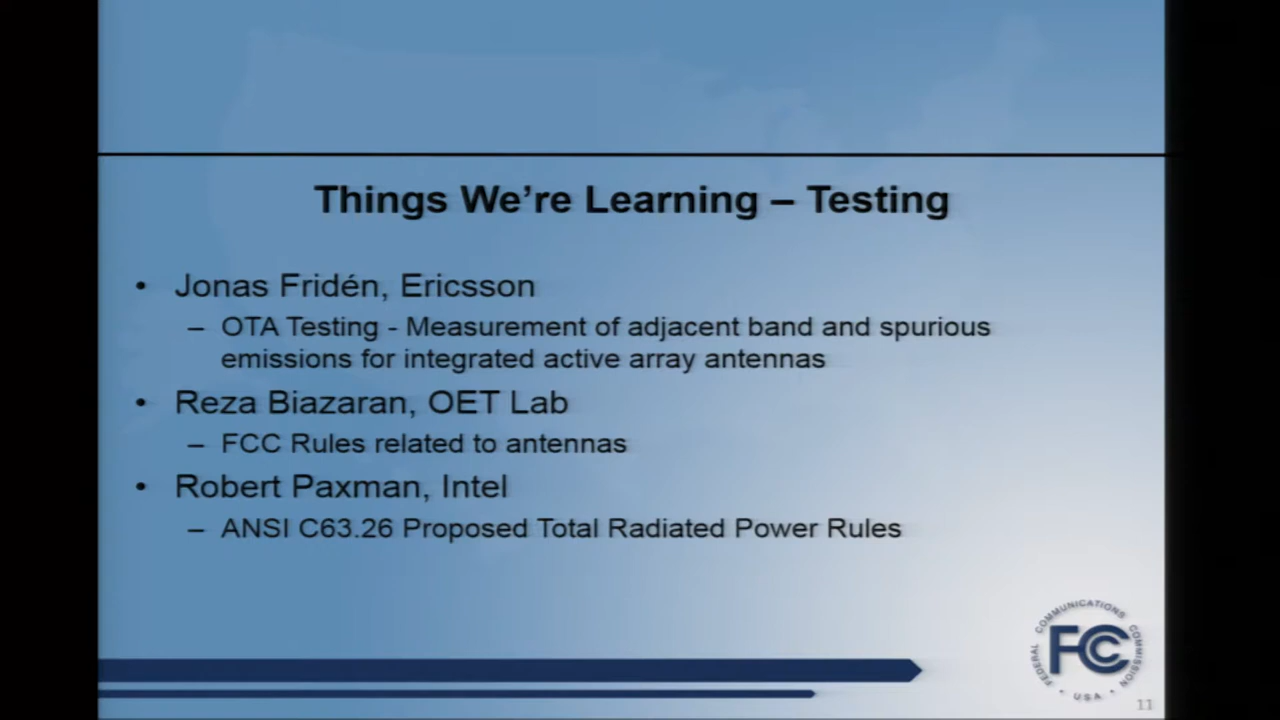 Things We're Learning – Testing
• Jonas Fridén, Ericsson
– OTA Testing - Measurement of adjacent band and spurious
emissions for integrated active array antennas
• Reza Biazaran, OET Lab
– FCC Rules related to antennas
• Robert Paxman, Intel
– ANSI C63.26 Proposed Total Radiated Power Rules
FEDERAL COMMUNICATIONS COMMISSION
FCC
• USA •
11